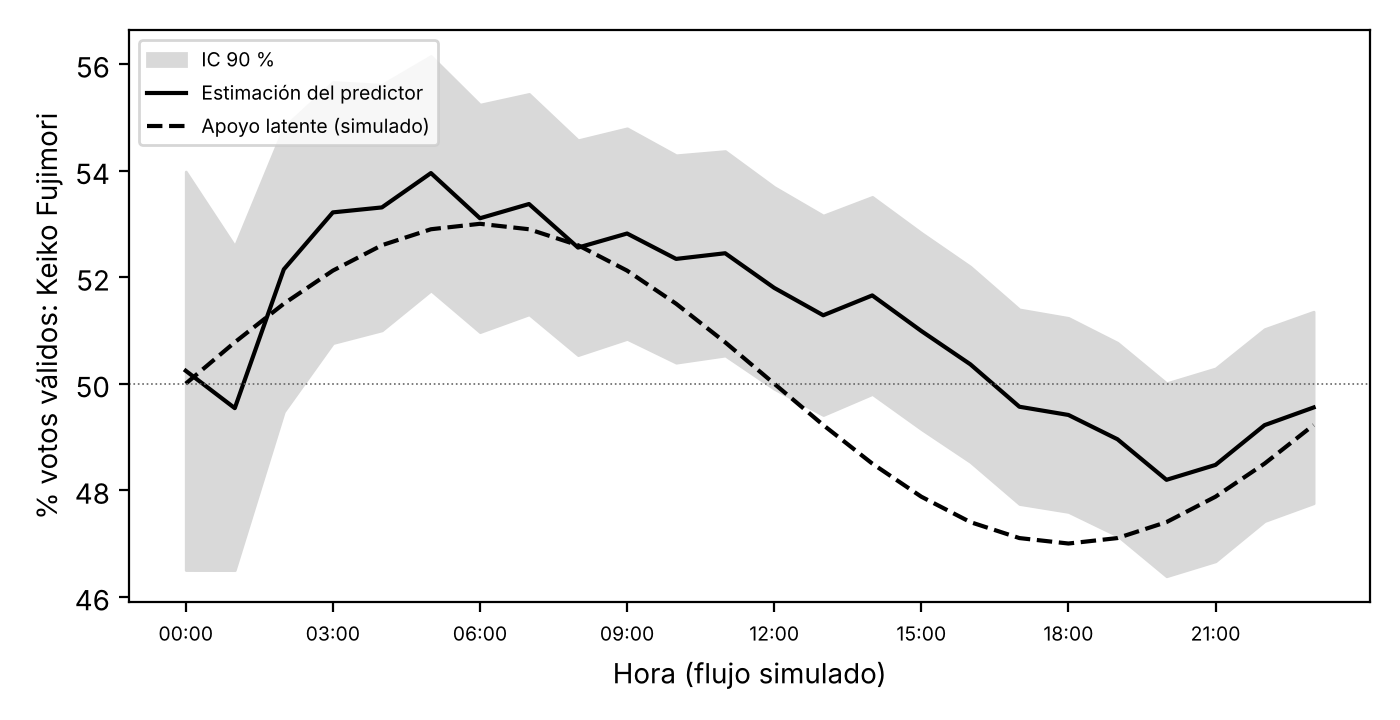 IC 90 %
Estimación del predictor
Apoyo latente (simulado)
% votos válidos: Keiko Fujimori
56
54
52
50
48
46
00:00 03:00 06:00 09:00 12:00 15:00 18:00 21:00
Hora (flujo simulado)